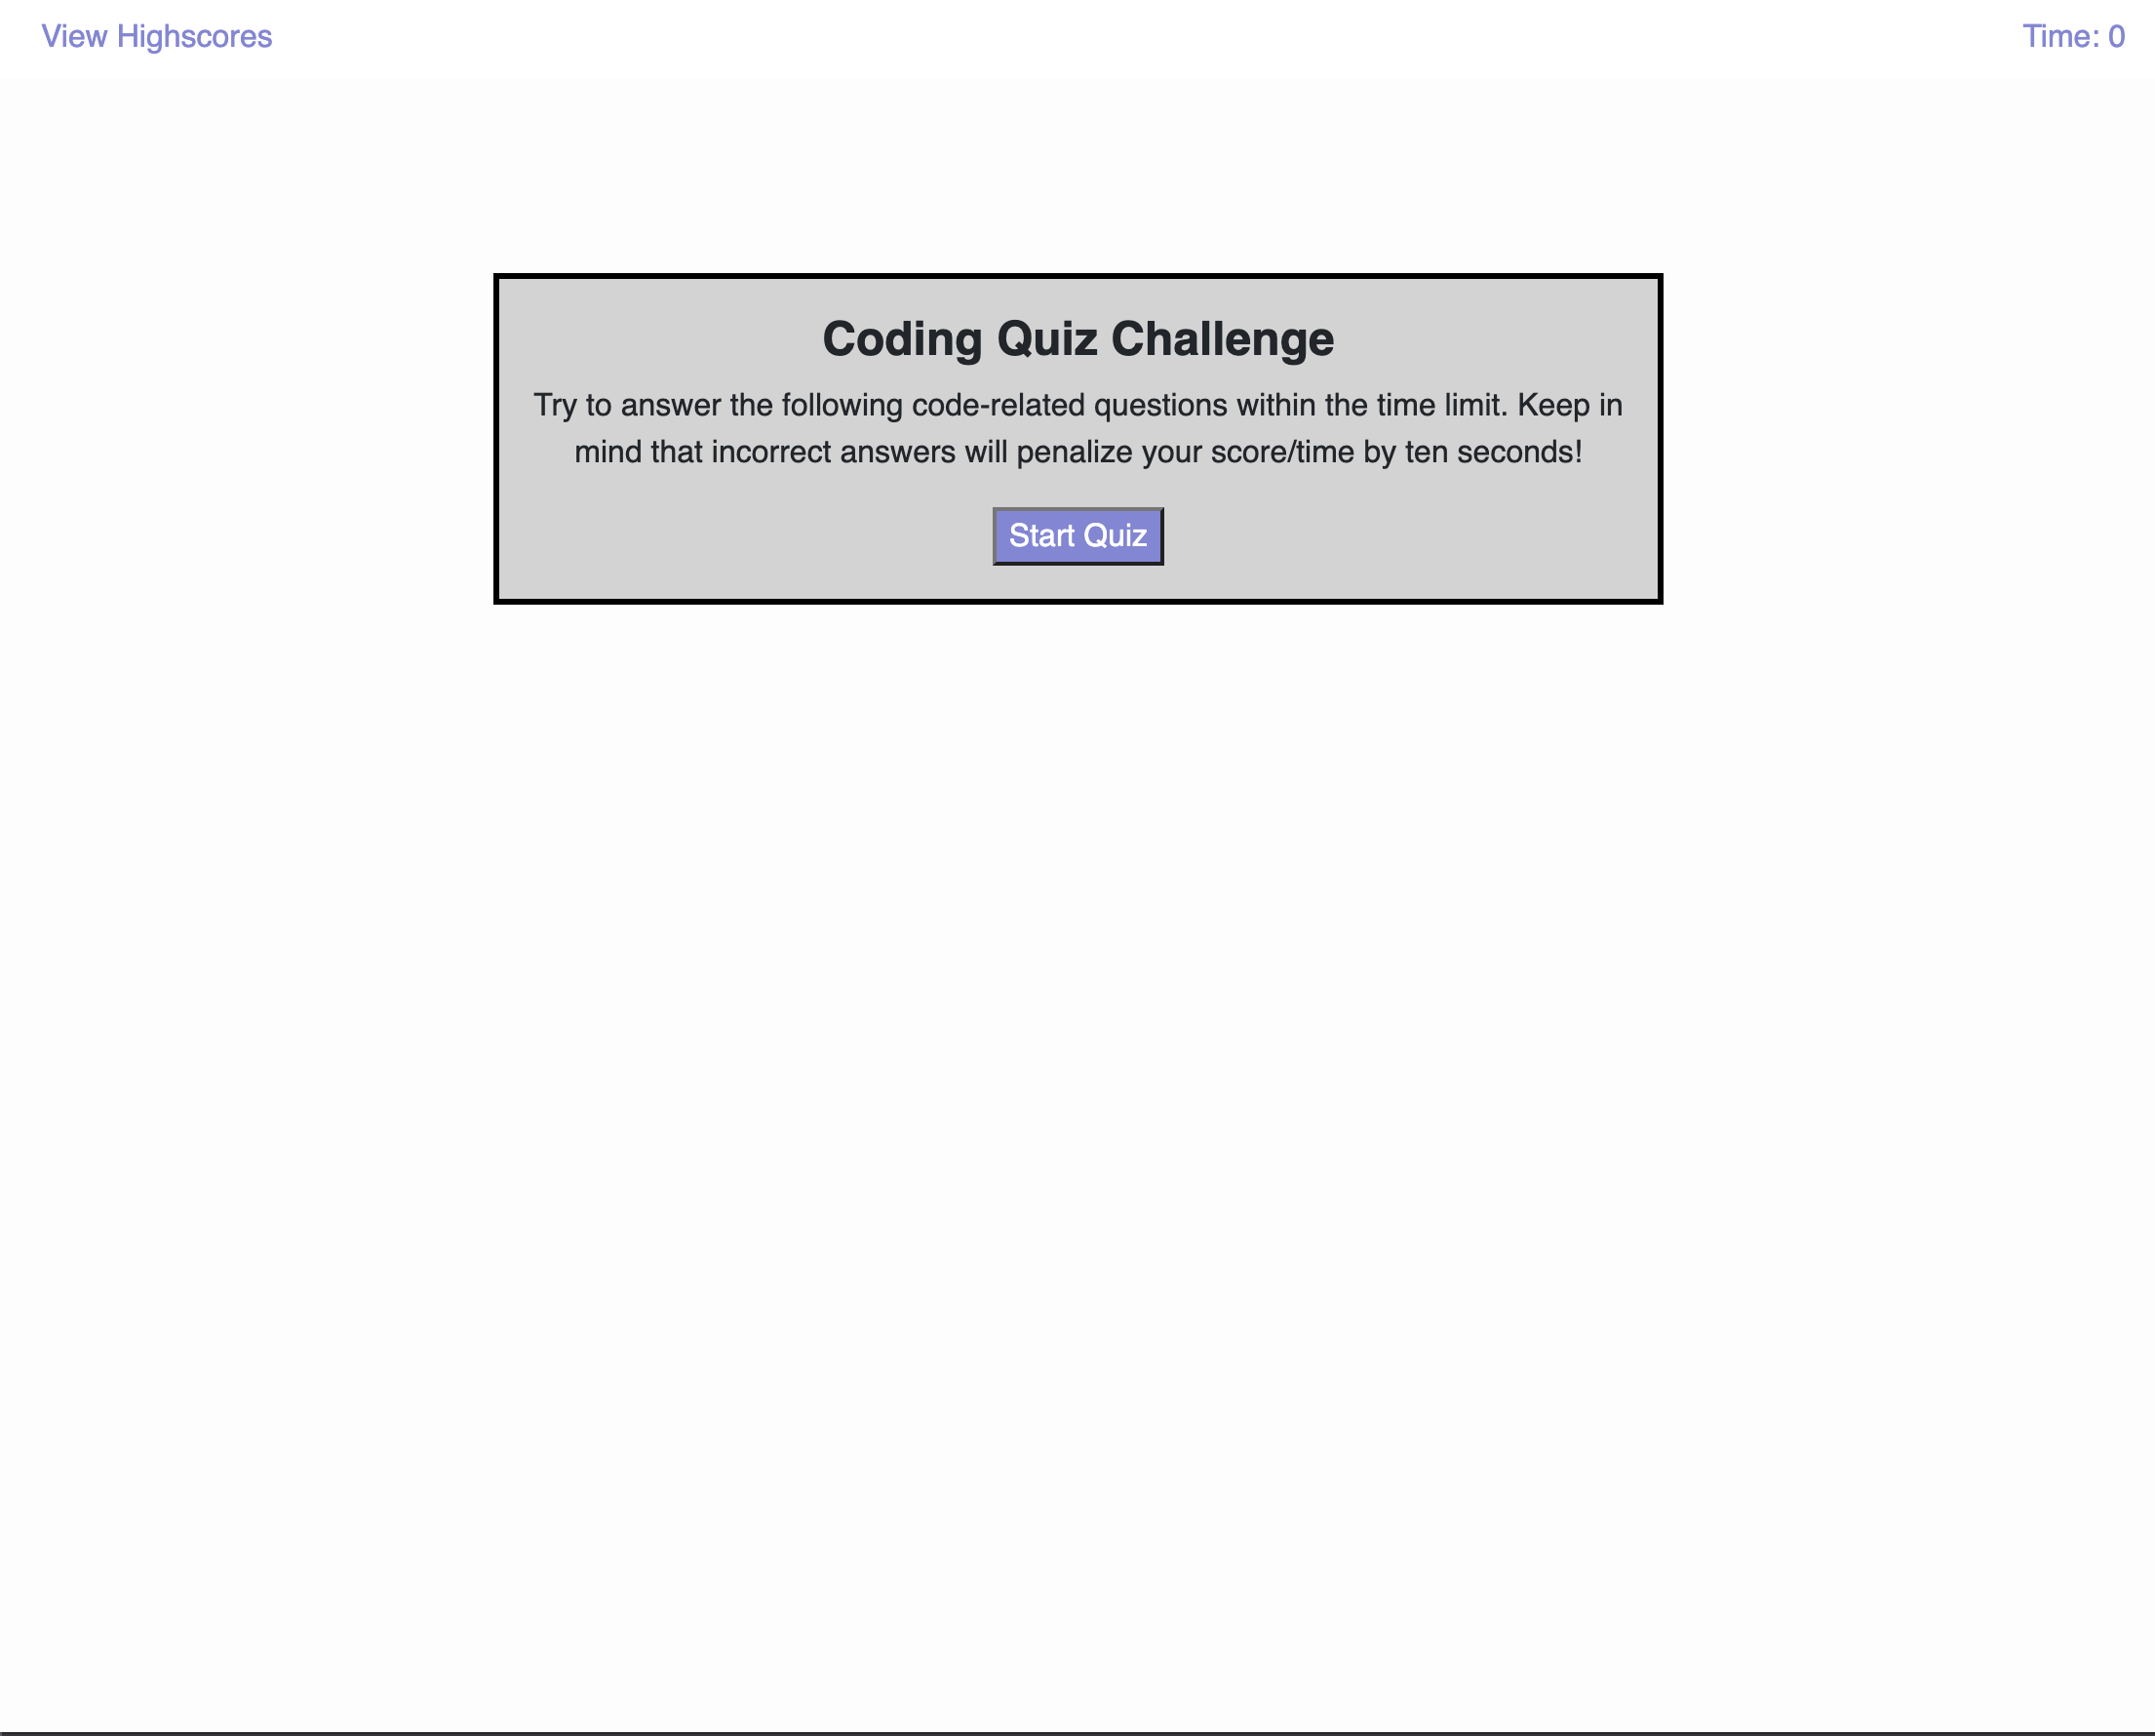 View Highscores
Time: 0
Coding Quiz Challenge
Try to answer the following code-related questions within the time limit. Keep in
mind that incorrect answers will penalize your score/time by ten seconds!
Start Quiz